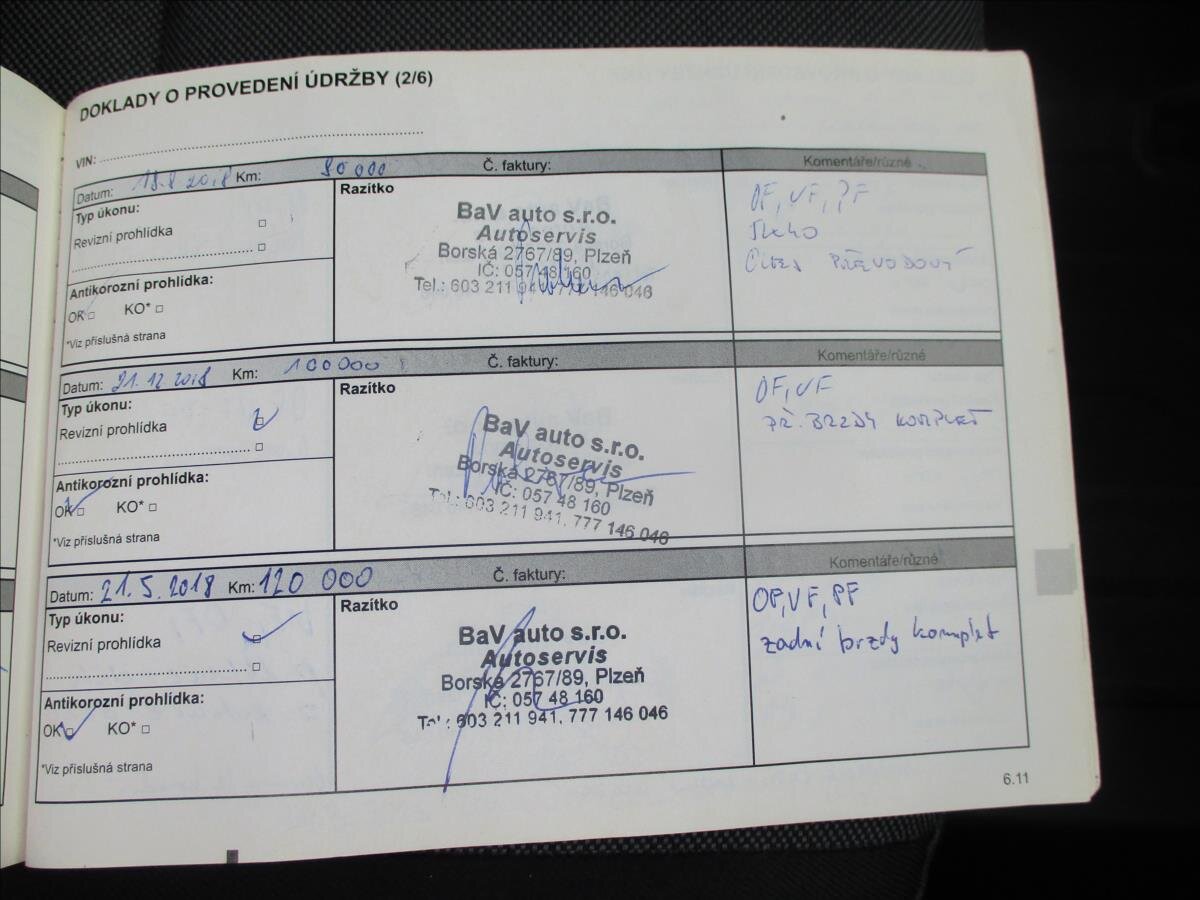 DOKLADY O PROVEDENÍ ÚDRŽBY (2/6)
VIN:
Datum: 18.8 2018 Km: 80 000 Č. faktury: Komentáře/různé
Typ úkonu:
Revizní prohlídka
Antikorozní prohlídka:
OK KO*
*Viz příslušná strana
Razítko
BaV auto s.r.o.
Autoservis
Borská 2767/89, Plzeň
IČ: 057 48 160
Tel.: 603 211 941, 777 146 046
OF, VF, PF
PŘEVODOVÝ
Datum: 21. 12 2018 Km: 100000 Č. faktury: Komentáře/různé
Typ úkonu:
Revizní prohlídka
Antikorozní prohlídka:
OK KO*
*Viz příslušná strana
Razítko
BaV auto s.r.o.
Autoservis
Borská 2767/89, Plzeň
IČ: 057 48 160
Tel.: 603 211 941, 777 146 046
OF, VF
PŘ. BRZDY KOMPLET
Datum: 21. 5. 2018 Km: 120 000 Č. faktury: Komentáře/různé
Typ úkonu:
Revizní prohlídka
Antikorozní prohlídka:
OK KO*
*Viz příslušná strana
Razítko
BaV auto s.r.o.
Autoservis
Borská 2767/89, Plzeň
IČ: 057 48 160
Tel.: 603 211 941, 777 146 046
OF, VF, PF
zadní brzdy komplet
6.11